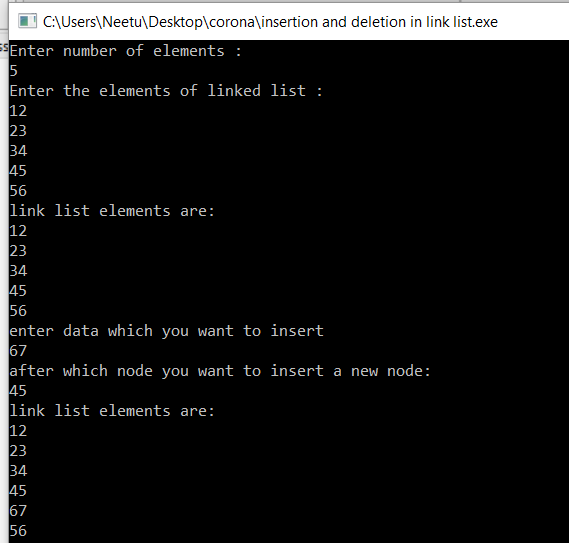 C:\Users\Neetu\Desktop\corona\insertion and deletion in link list.exe
Enter number of elements :
5
Enter the elements of linked list :
12
23
34
45
56
link list elements are:
12
23
34
45
56
enter data which you want to insert
67
after which node you want to insert a new node:
45
link list elements are:
12
23
34
45
67
56